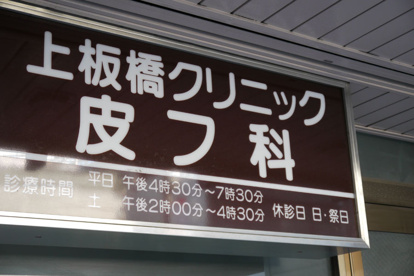 上板橋クリニック
皮フ科
診療時間 平日 午後4時30分～7時30分
土 午後2時00分～4時30分 休診日 日・祭日